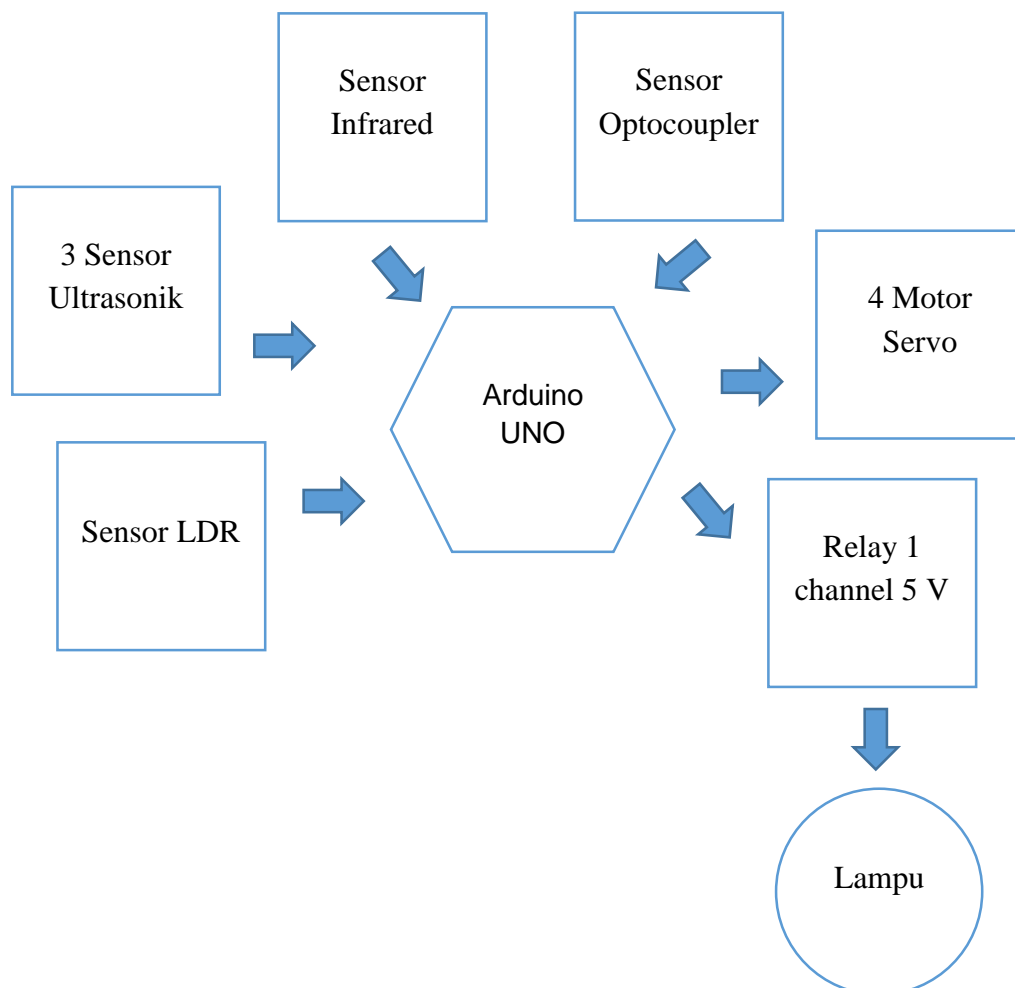 Sensor
Infrared
Sensor
Optocoupler
3 Sensor
Ultrasonik
4 Motor
Servo
Arduino
UNO
Sensor LDR
Relay 1
channel 5 V
Lampu